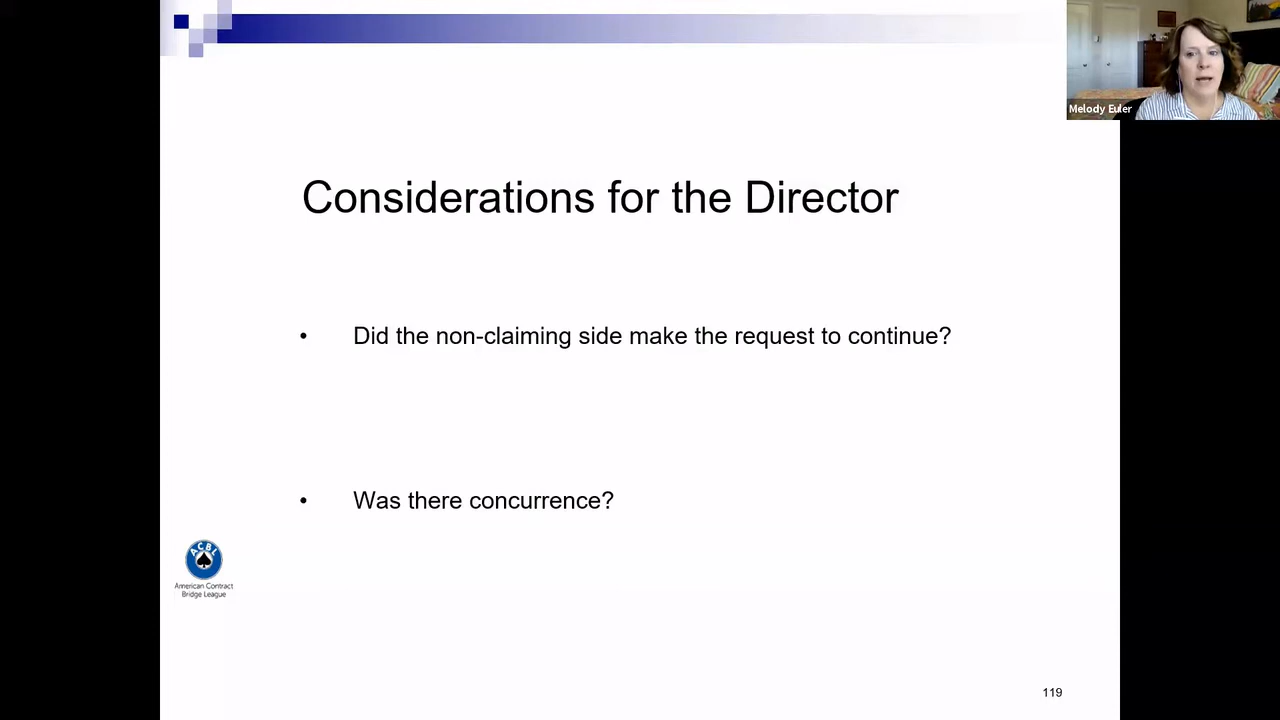 Melody Euler
Considerations for the Director
• Did the non-claiming side make the request to continue?
• Was there concurrence?
ACBL
American Contract
Bridge League
119